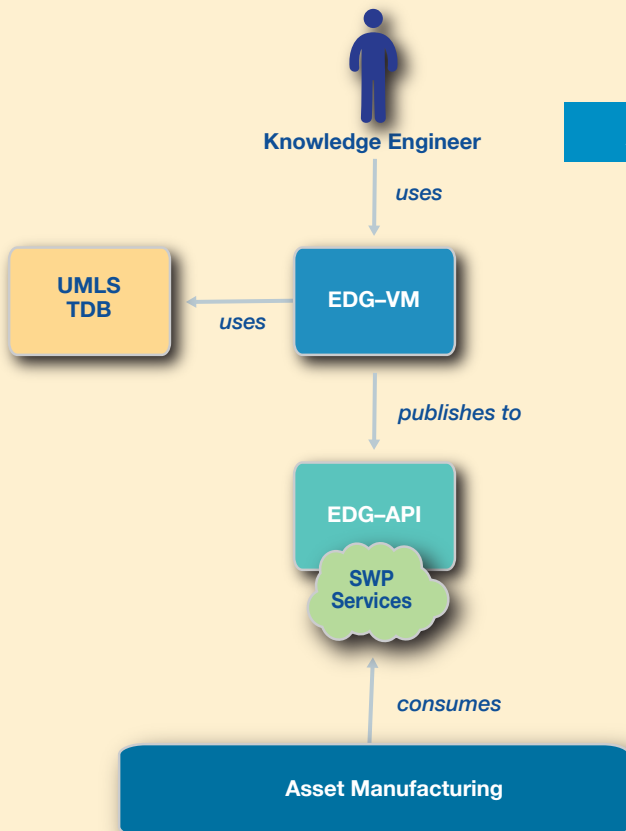 Knowledge Engineer
uses
UMLS
TDB
EDG–VM
uses
publishes to
EDG–API
SWP
Services
consumes
Asset Manufacturing